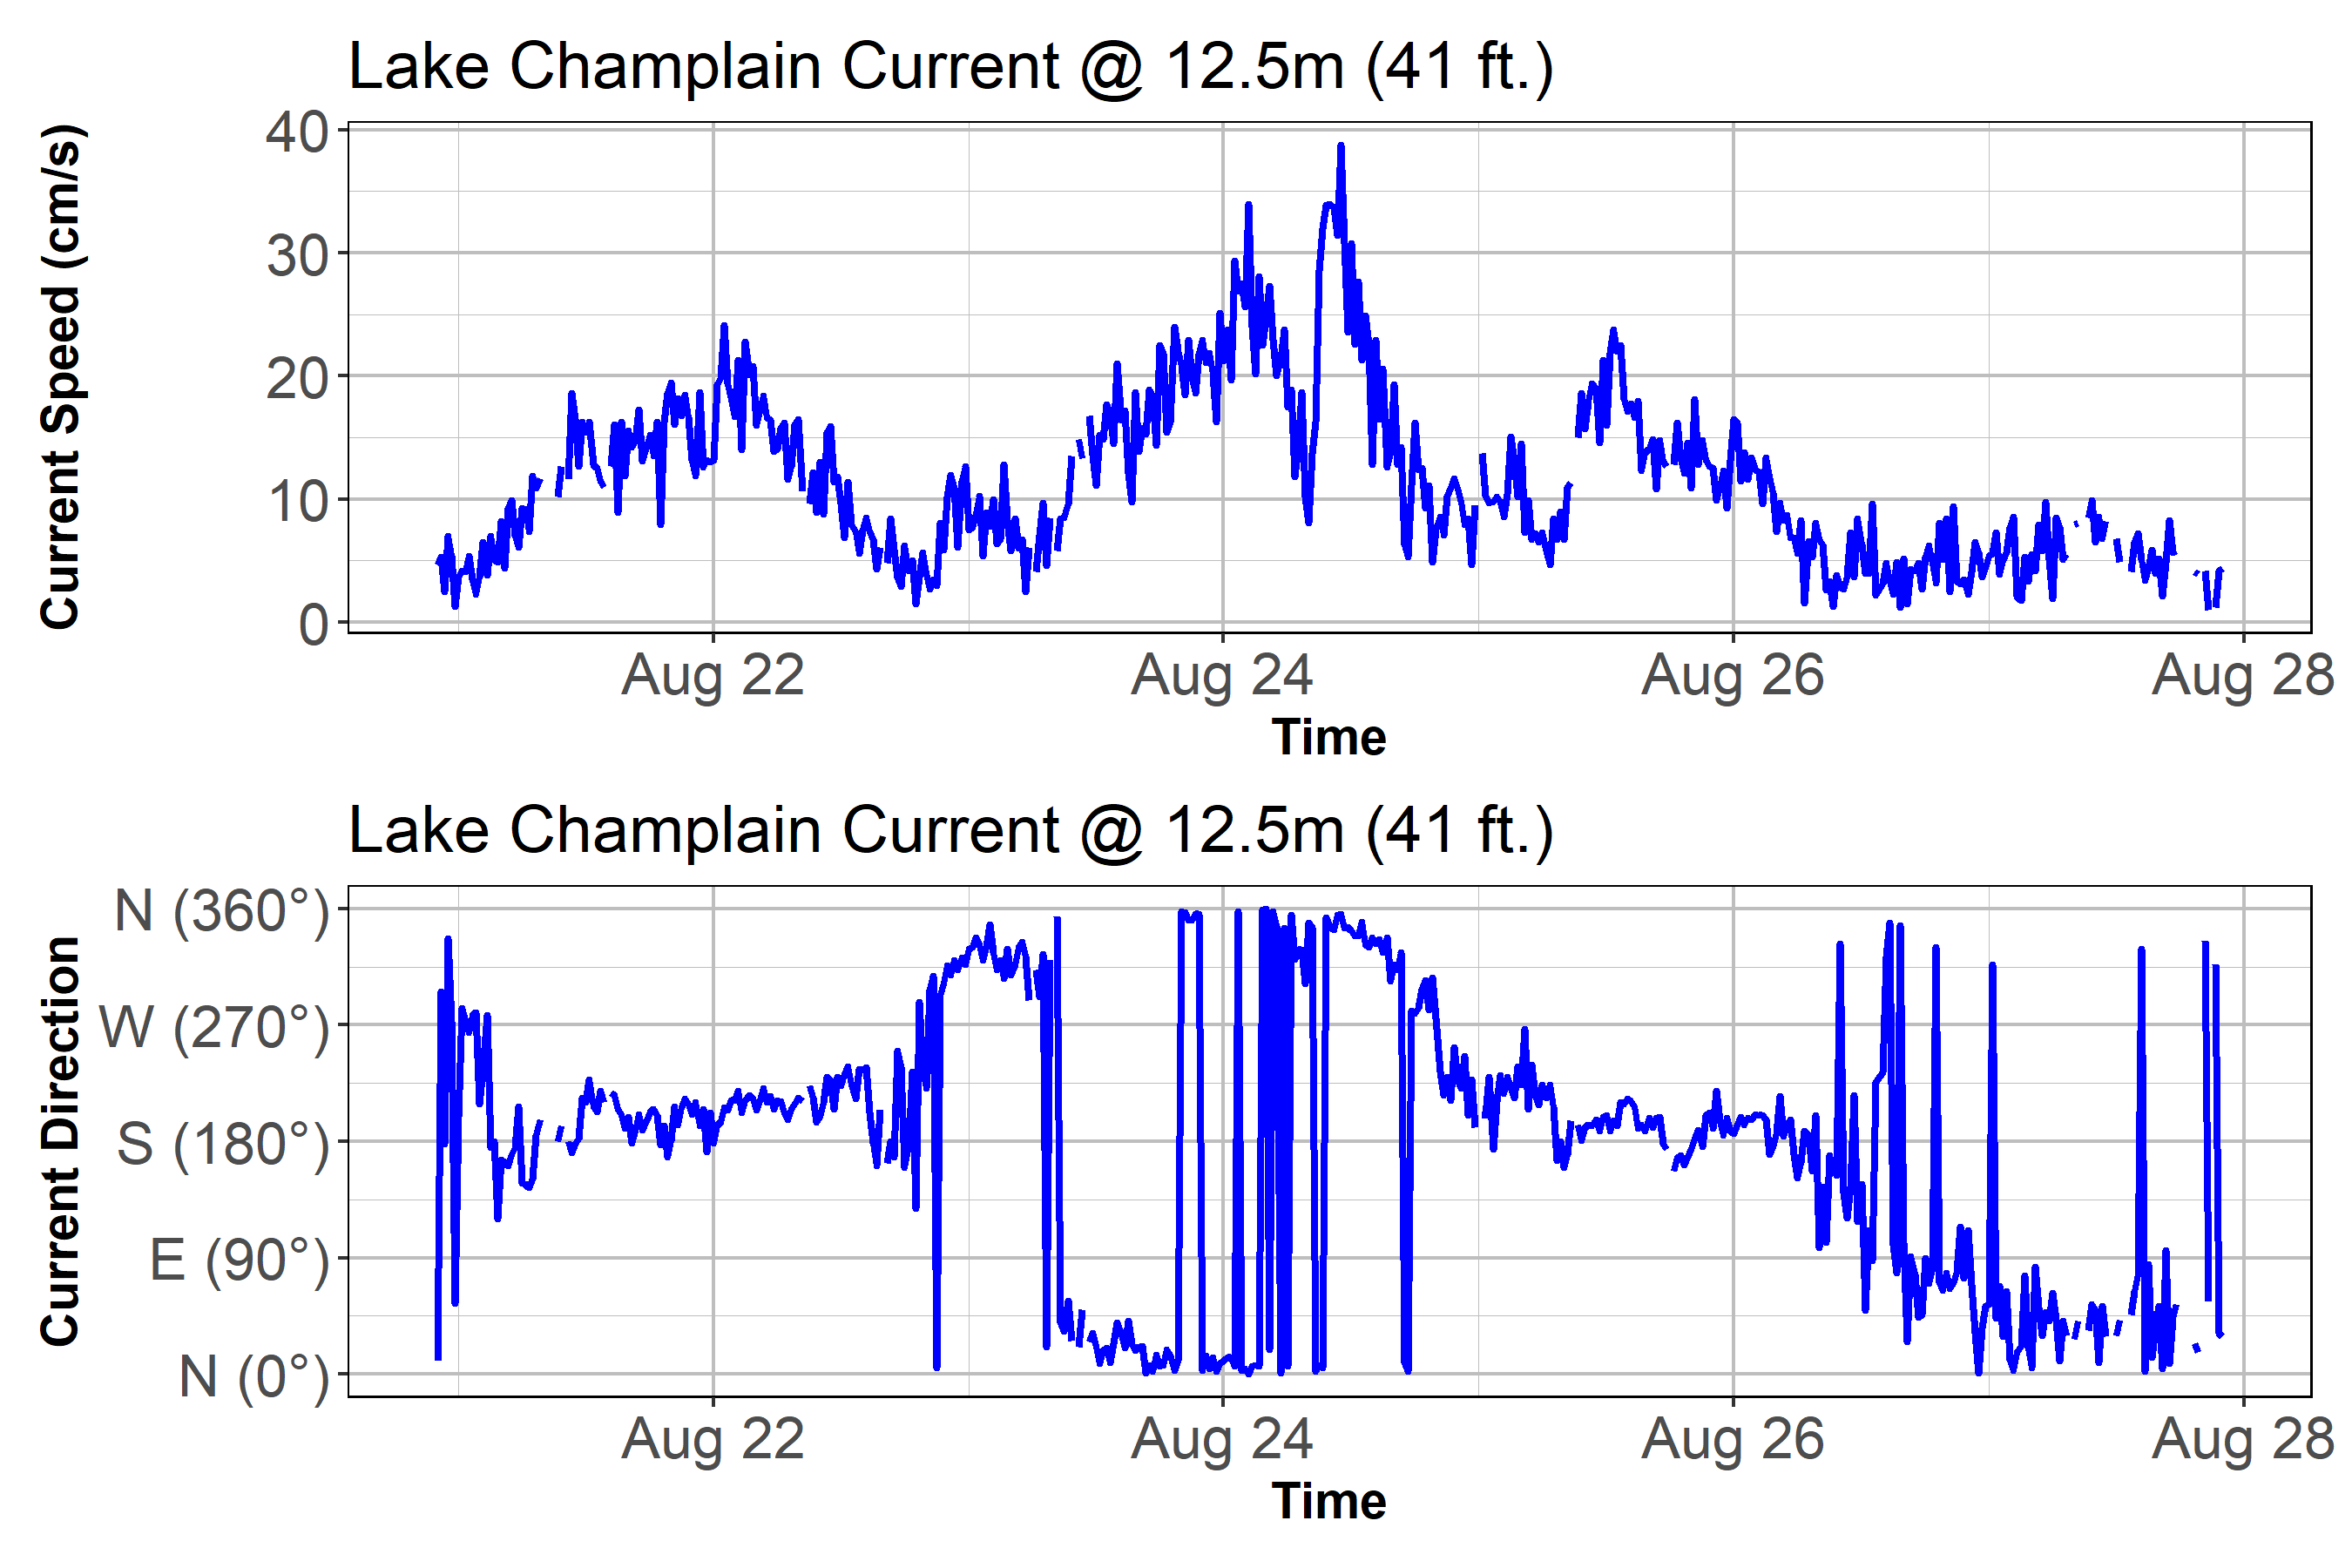 Lake Champlain Current @ 12.5m (41 ft.)
Current Speed (cm/s)
40
30
20
10
0
Aug 22 Aug 24 Aug 26 Aug 28
Time
Lake Champlain Current @ 12.5m (41 ft.)
Current Direction
N (360°)
W (270°)
S (180°)
E (90°)
N (0°)
Aug 22 Aug 24 Aug 26 Aug 28
Time